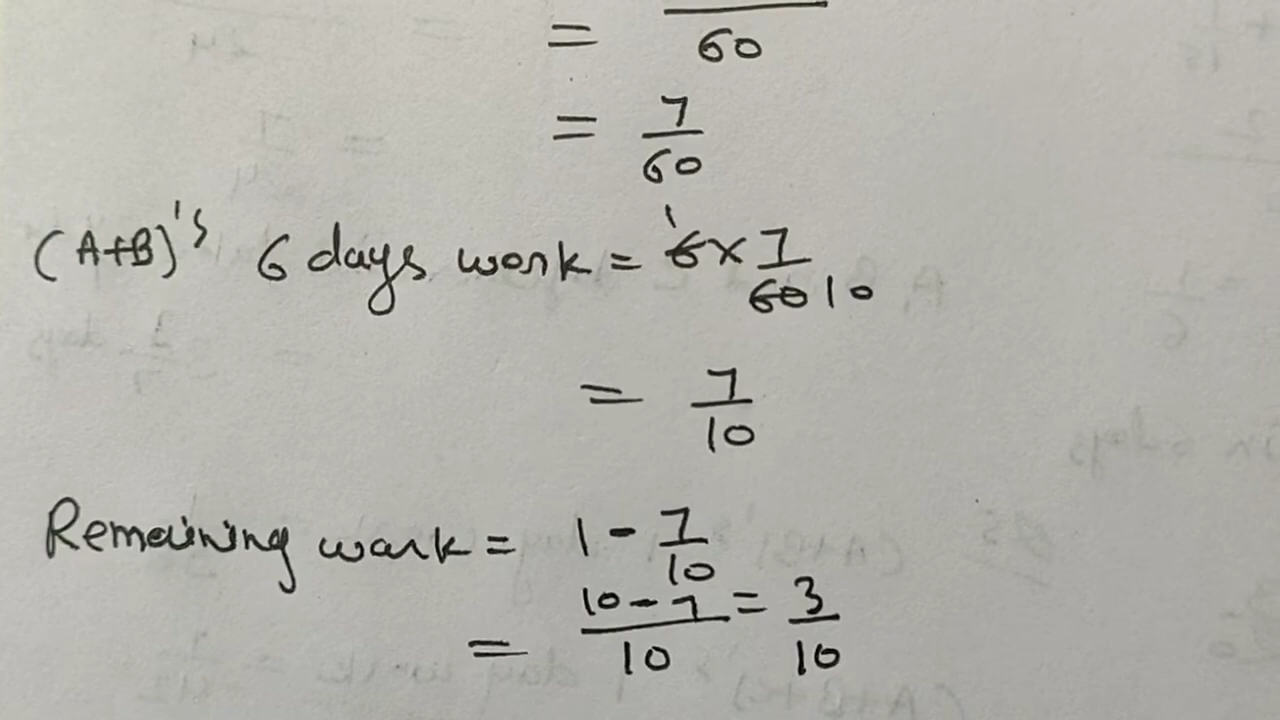 = /60
= 7/60
(A+B)'s 6 days work = 6 1 × 7/60 10
= 7/10
Remaining work = 1 - 7/10
= 10-7/10 = 3/10